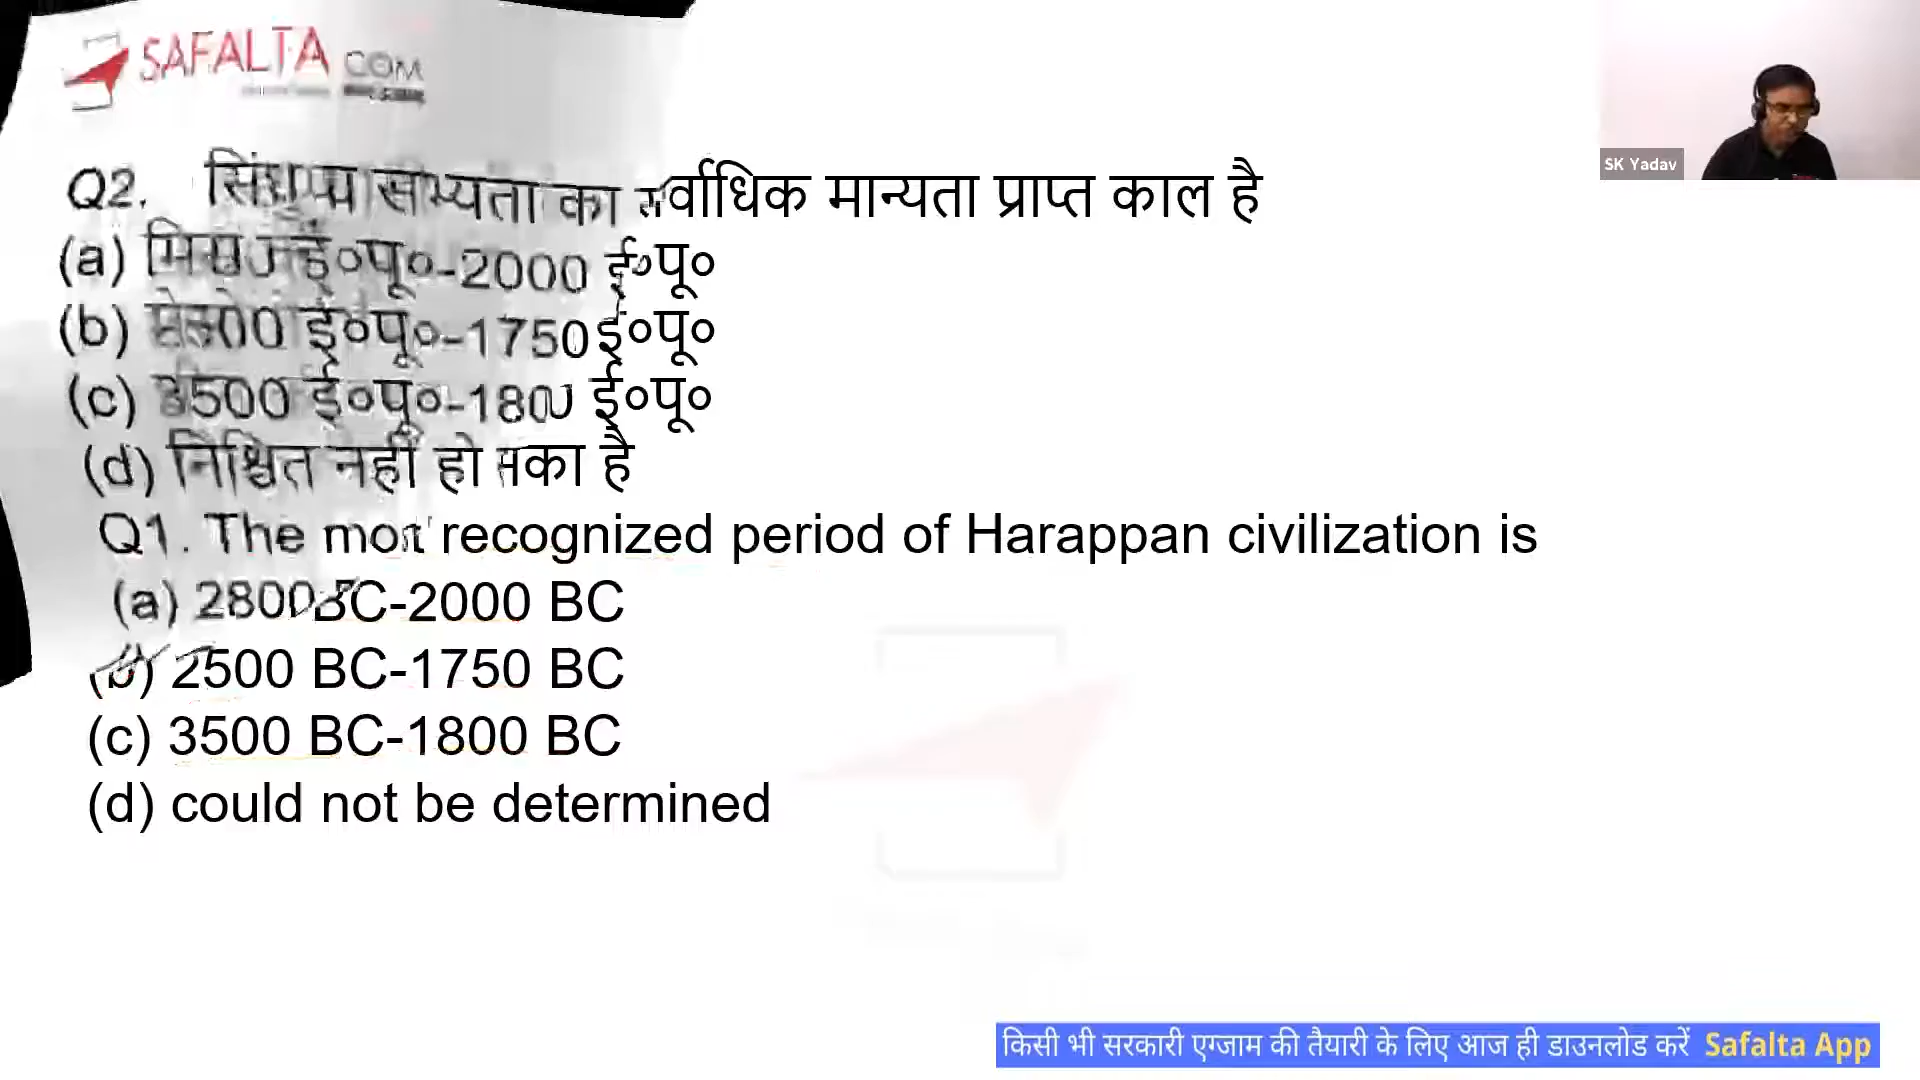 SAFALTA.COM
SK Yadav
Q2. सभ्यता का सर्वाधिक मान्यता प्राप्त काल है
(a) ई०पू०-2000 ई०पू०
(b) ई०पू०-1750 ई०पू०
(c) 3500 ई०पू०-1800 ई०पू०
(d) निश्चित नहीं हो सका है
Q1. The most recognized period of Harappan civilization is
(a) 2800 BC-2000 BC
(b) 2500 BC-1750 BC
(c) 3500 BC-1800 BC
(d) could not be determined
किसी भी सरकारी एग्जाम की तैयारी के लिए आज ही डाउनलोड करें Safalta App